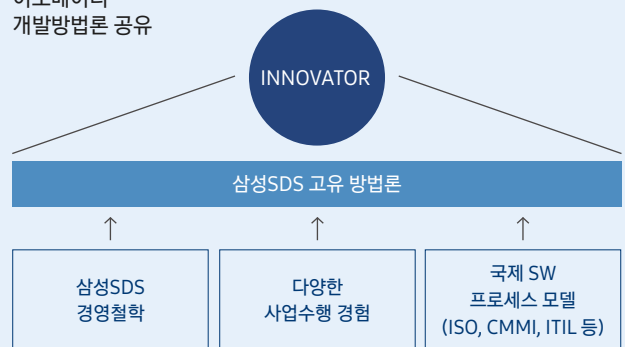 개발방법론 공유
INNOVATOR
삼성SDS 고유 방법론
삼성SDS
경영철학
다양한
사업수행 경험
국제 SW
프로세스 모델
(ISO, CMMI, ITIL 등)